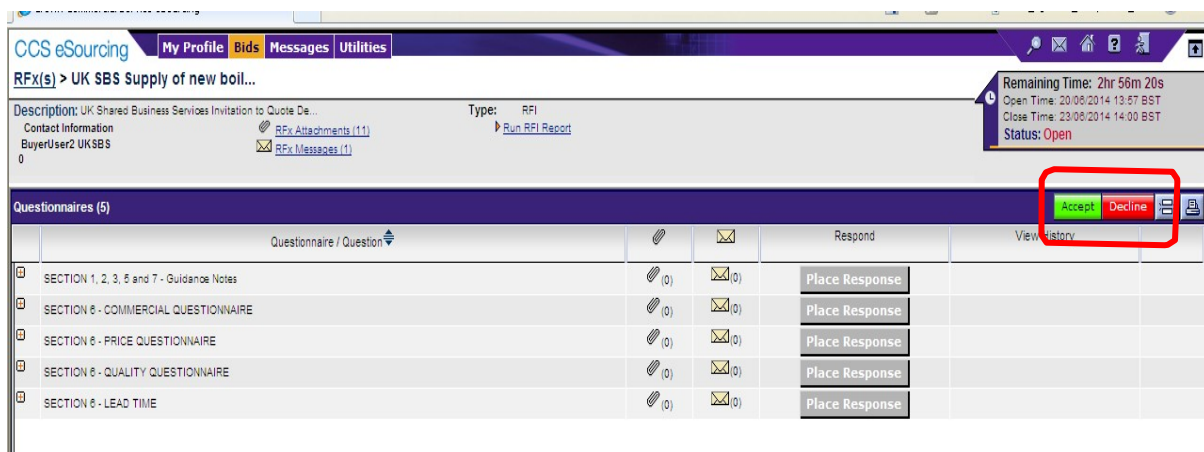 CCS eSourcing My Profile Bids Messages Utilities
RFx(s) > UK SBS Supply of new boil...
Remaining Time: 2hr 56m 20s
Open Time: 20/06/2014 13:57 BST
Close Time: 23/06/2014 14:00 BST
Status: Open
Description: UK Shared Business Services Invitation to Quote De...
Type: RFI
Contact Information
RFx Attachments (11)
Run RFI Report
BuyerUser2 UKSBS
RFx Messages (1)
0
Questionnaires (5) Accept Decline
Questionnaire / Question Respond View History
SECTION 1, 2, 3, 5 and 7 - Guidance Notes (0) (0) Place Response
SECTION 6 - COMMERCIAL QUESTIONNAIRE (0) (0) Place Response
SECTION 6 - PRICE QUESTIONNAIRE (0) (0) Place Response
SECTION 6 - QUALITY QUESTIONNAIRE (0) (0) Place Response
SECTION 6 - LEAD TIME (0) (0) Place Response